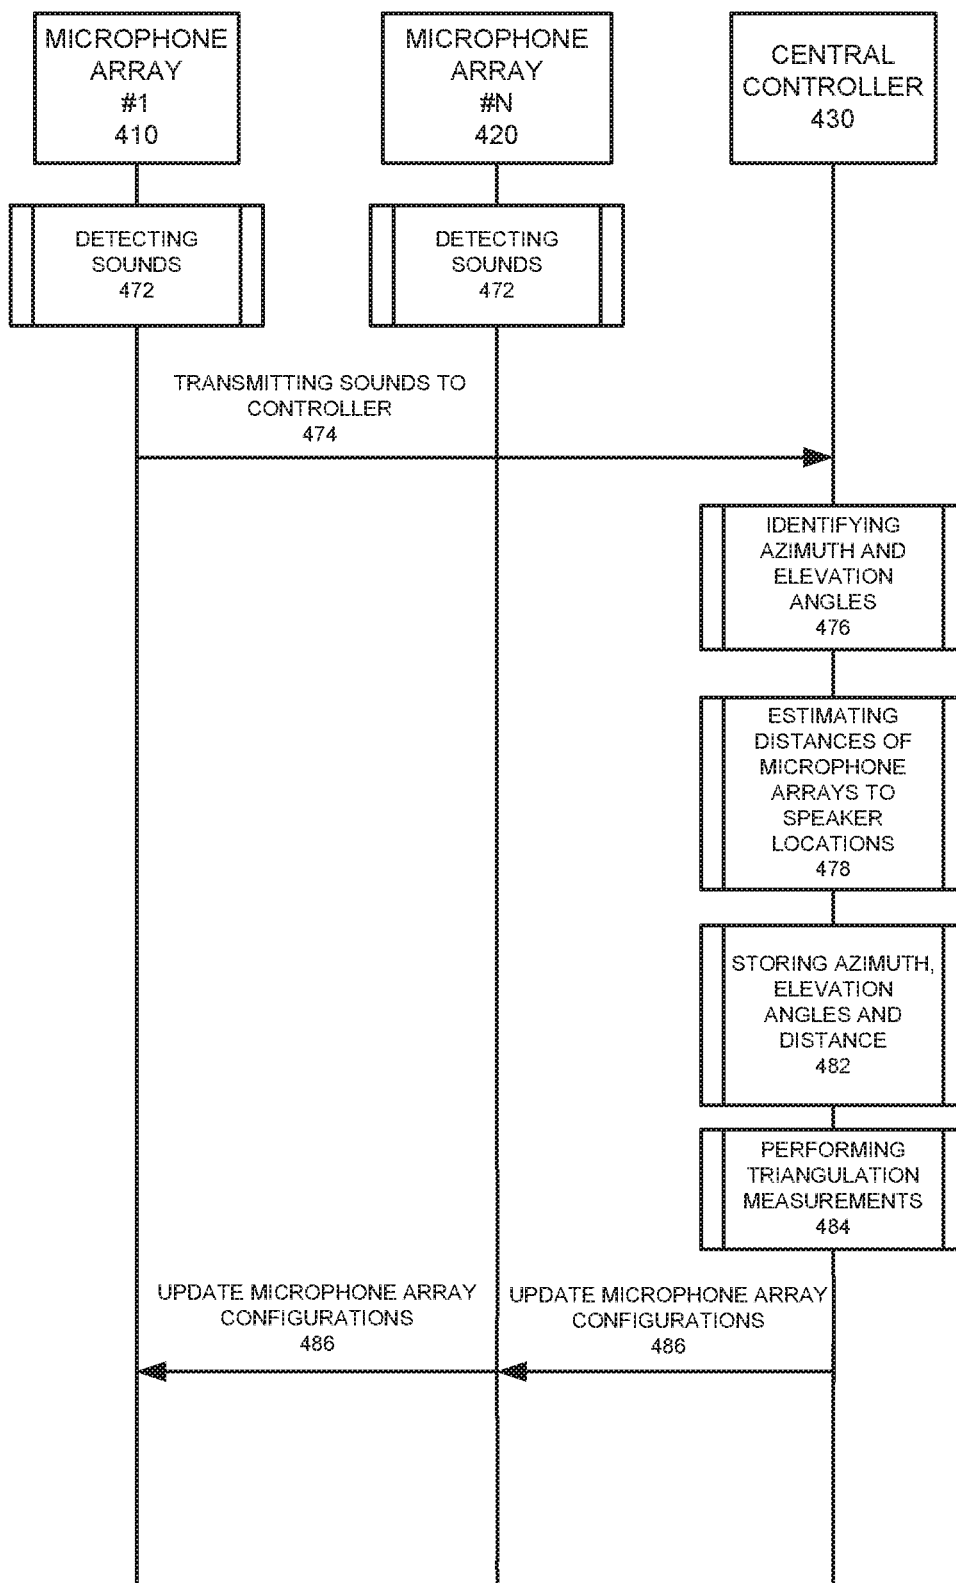 MICROPHONE
ARRAY
#1
410
MICROPHONE
ARRAY
#N
420
CENTRAL
CONTROLLER
430
DETECTING
SOUNDS
472
DETECTING
SOUNDS
472
TRANSMITTING SOUNDS TO
CONTROLLER
474
IDENTIFYING
AZIMUTH AND
ELEVATION
ANGLES
476
ESTIMATING
DISTANCES OF
MICROPHONE
ARRAYS TO
SPEAKER
LOCATIONS
478
STORING AZIMUTH,
ELEVATION
ANGLES AND
DISTANCE
482
PERFORMING
TRIANGULATION
MEASUREMENTS
484
UPDATE MICROPHONE ARRAY
CONFIGURATIONS
486
UPDATE MICROPHONE ARRAY
CONFIGURATIONS
486